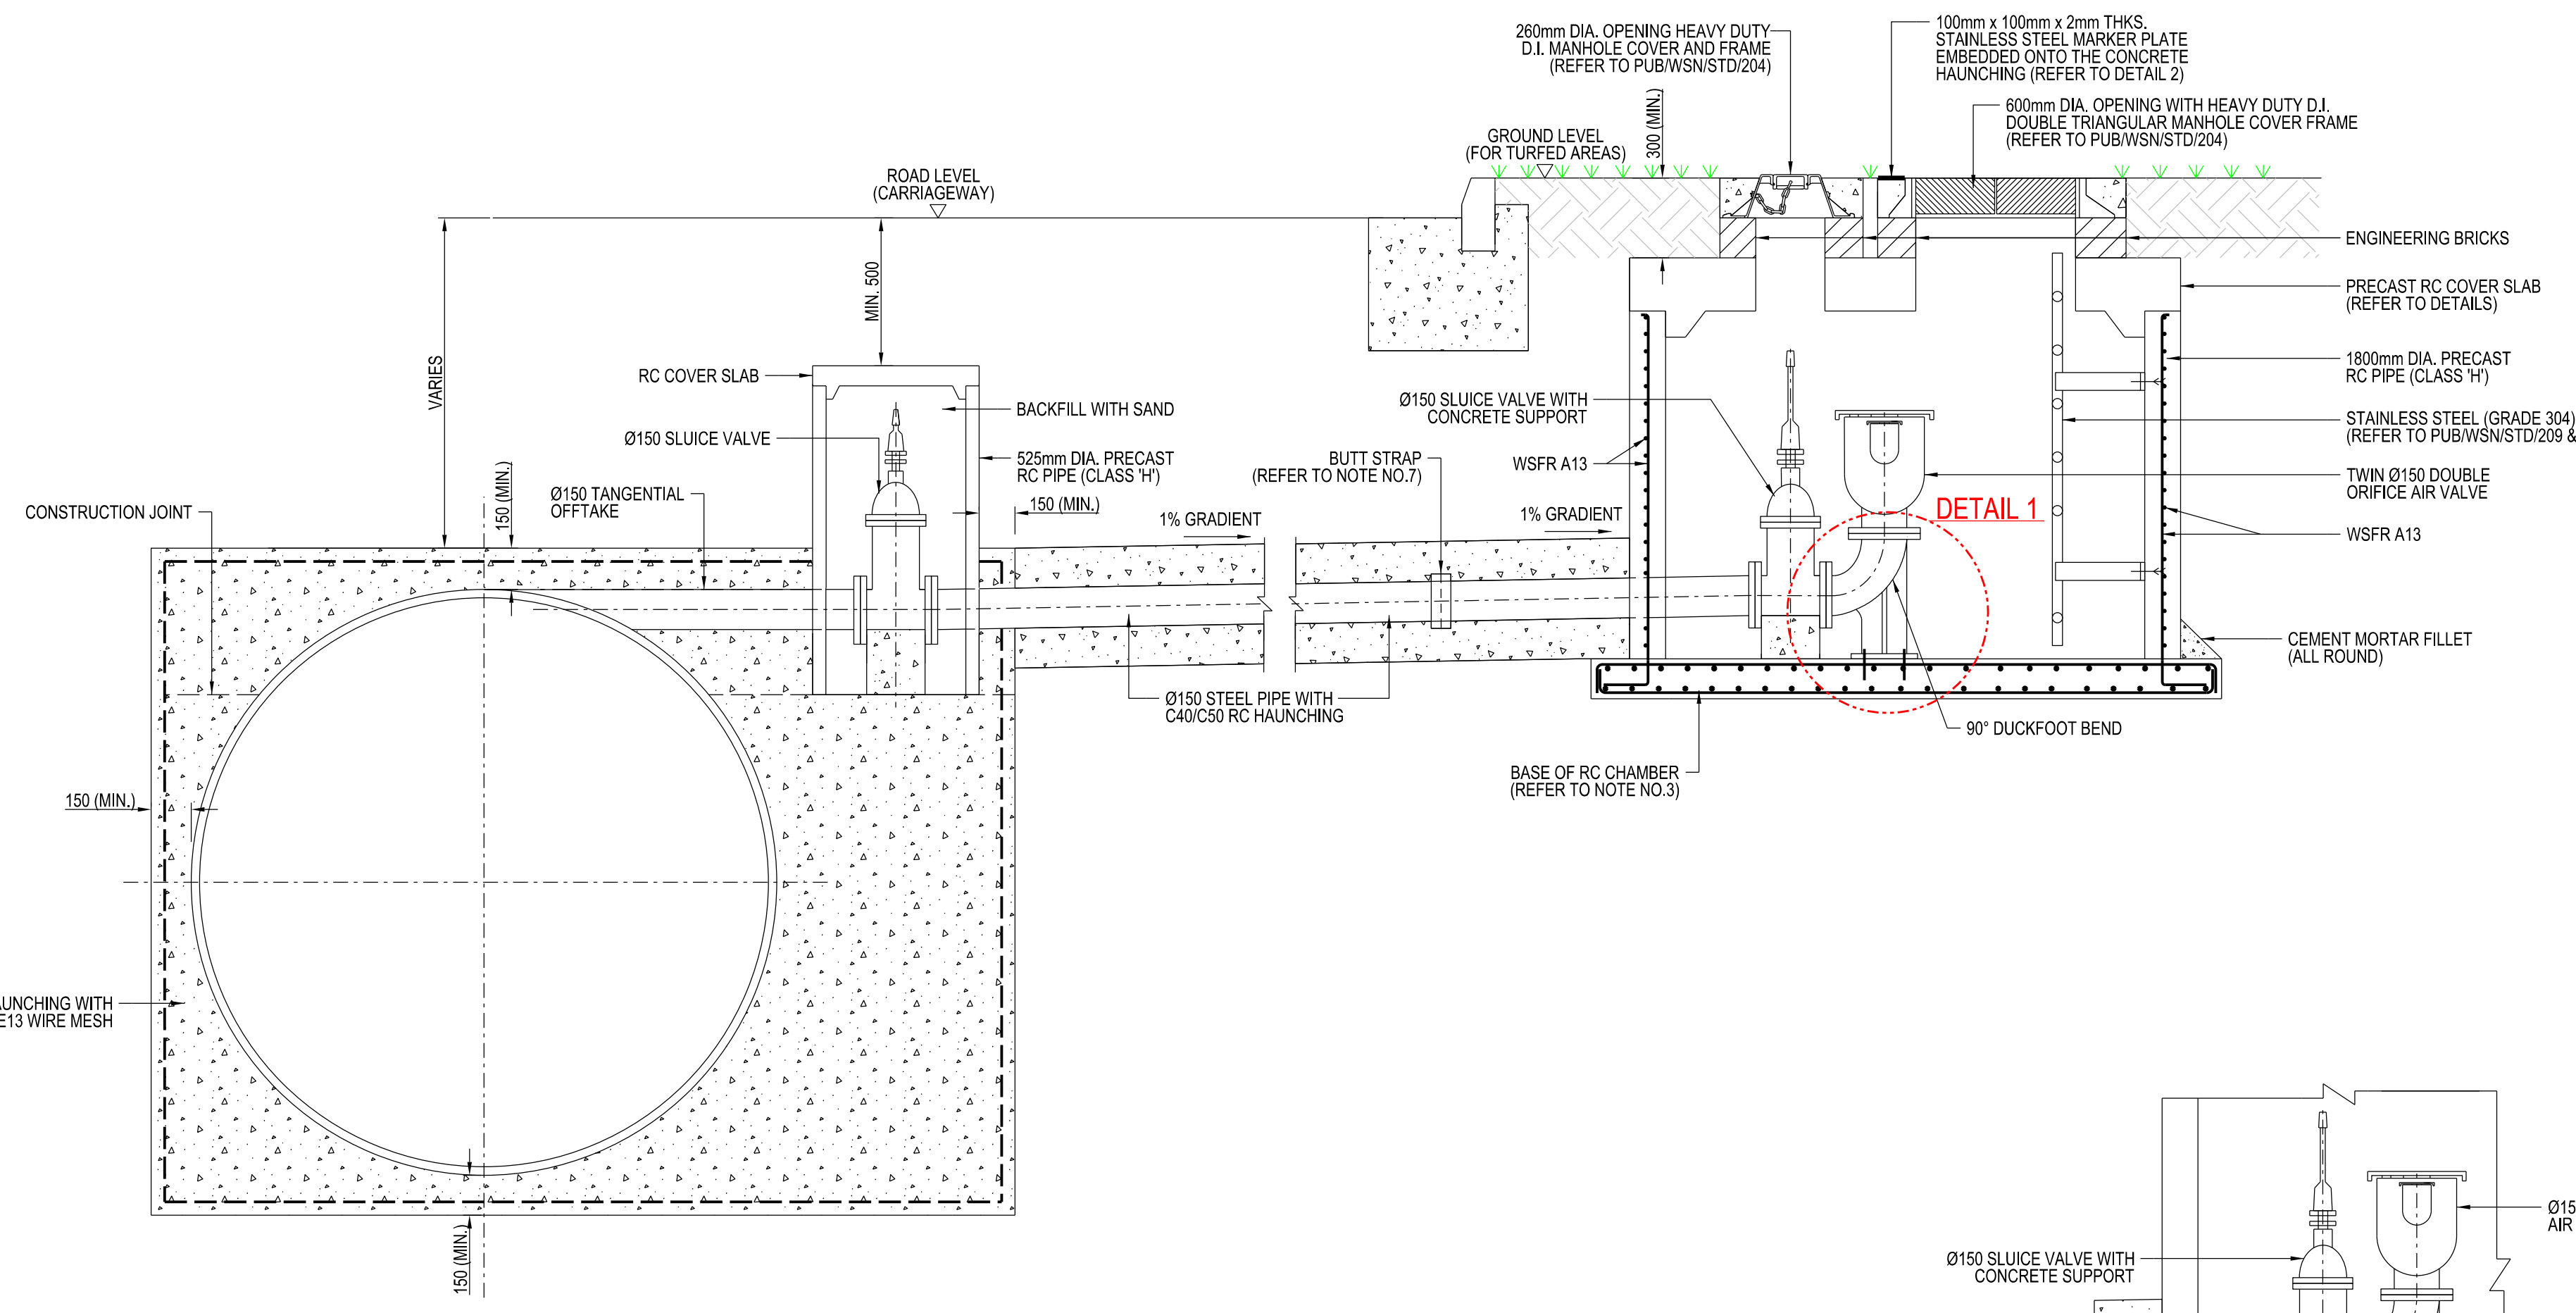 260mm DIA. OPENING HEAVY DUTY
D.I. MANHOLE COVER AND FRAME
(REFER TO PUB/WSN/STD/204)
100mm x 100mm x 2mm THKS.
STAINLESS STEEL MARKER PLATE
EMBEDDED ONTO THE CONCRETE
HAUNCHING (REFER TO DETAIL 2)
600mm DIA. OPENING WITH HEAVY DUTY D.I.
DOUBLE TRIANGULAR MANHOLE COVER FRAME
(REFER TO PUB/WSN/STD/204)
GROUND LEVEL
(FOR TURFED AREAS)
300 (MIN.)
ROAD LEVEL
(CARRIAGEWAY)
ENGINEERING BRICKS
PRECAST RC COVER SLAB
(REFER TO DETAILS)
MIN. 500
VARIES
RC COVER SLAB
BACKFILL WITH SAND
Ø150 SLUICE VALVE
525mm DIA. PRECAST
RC PIPE (CLASS 'H')
150 (MIN.)
150 (MIN.)
Ø150 TANGENTIAL
OFFTAKE
CONSTRUCTION JOINT
1% GRADIENT
BUTT STRAP
(REFER TO NOTE NO.7)
1% GRADIENT
Ø150 SLUICE VALVE WITH
CONCRETE SUPPORT
WSFR A13
1800mm DIA. PRECAST
RC PIPE (CLASS 'H')
STAINLESS STEEL (GRADE 304)
(REFER TO PUB/WSN/STD/209 &
TWIN Ø150 DOUBLE
ORIFICE AIR VALVE
DETAIL 1
WSFR A13
CEMENT MORTAR FILLET
(ALL ROUND)
Ø150 STEEL PIPE WITH
C40/C50 RC HAUNCHING
90° DUCKFOOT BEND
BASE OF RC CHAMBER
(REFER TO NOTE NO.3)
150 (MIN.)
AUNCHING WITH
E13 WIRE MESH
150 (MIN.)
Ø150 SLUICE VALVE WITH
CONCRETE SUPPORT
Ø15
AIR